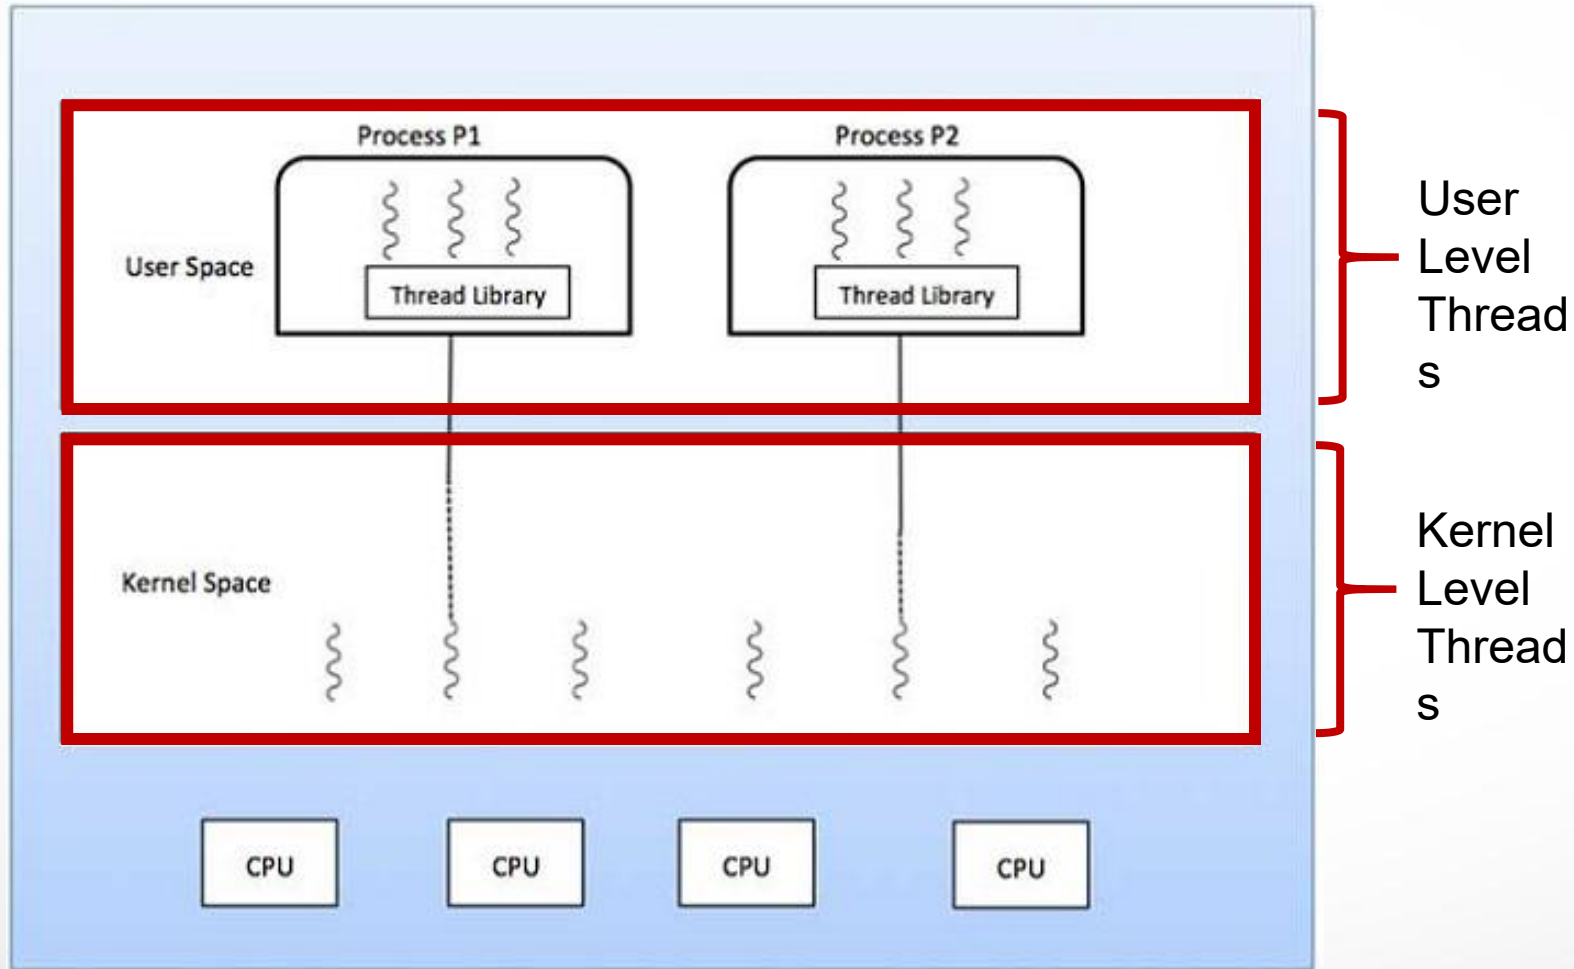 Process P1
Process P2
User Space
Thread Library
Thread Library
User
Level
Thread
s
Kernel Space
Kernel
Level
Thread
s
CPU
CPU
CPU
CPU